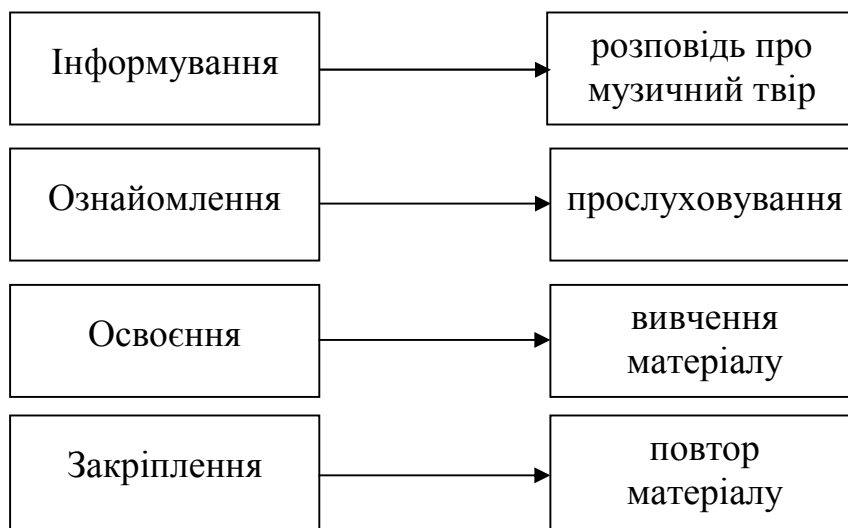 Інформування
розповідь про
музичний твір
Ознайомлення
прослуховування
Освоєння
вивчення
матеріалу
Закріплення
повтор
матеріалу